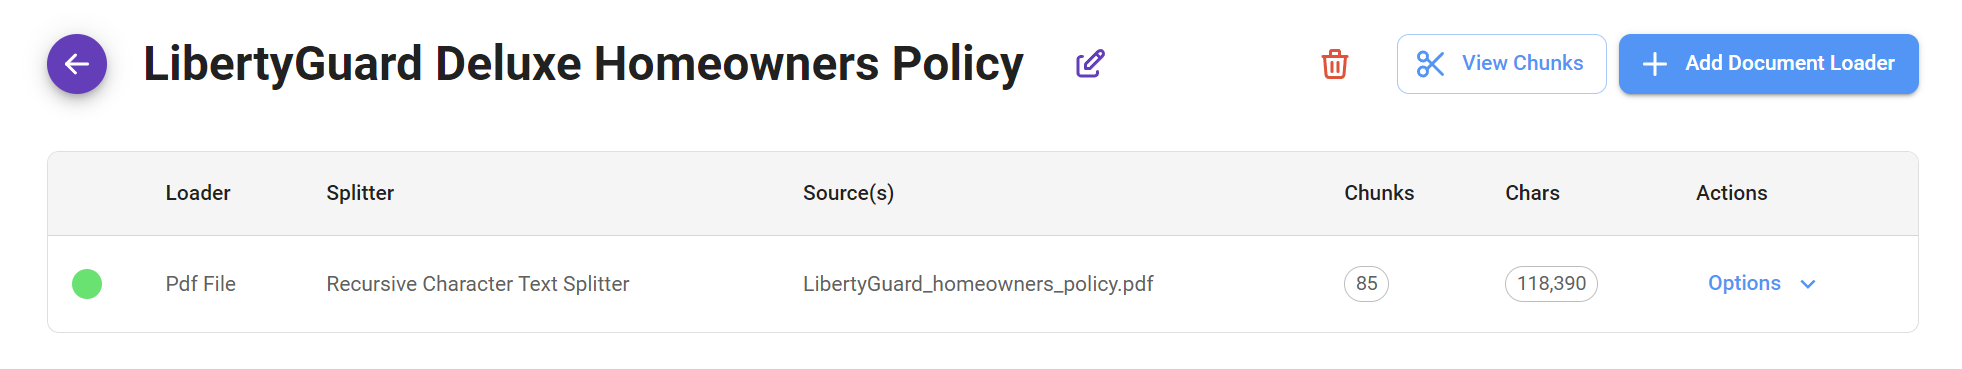 LibertyGuard Deluxe Homeowners Policy
View Chunks
Add Document Loader
Loader Splitter Source(s) Chunks Chars Actions
Pdf File Recursive Character Text Splitter LibertyGuard_homeowners_policy.pdf 85 118,390 Options